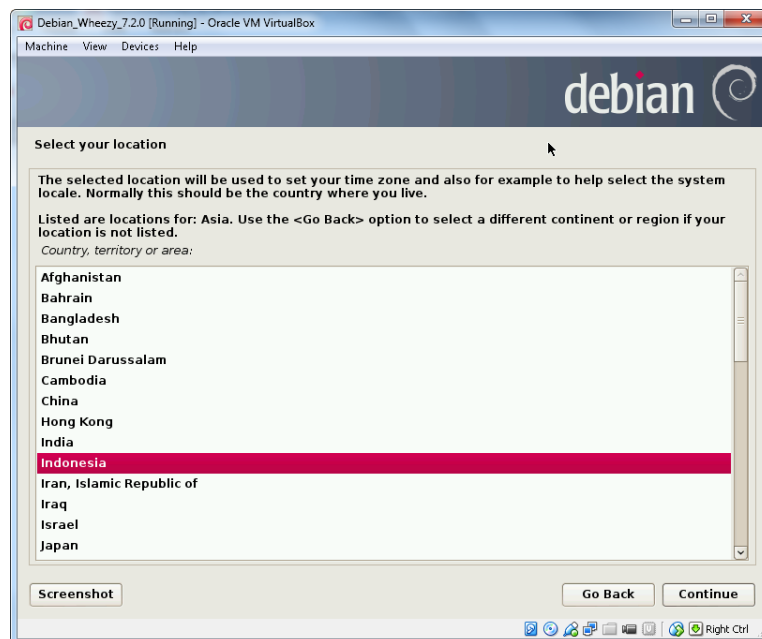 Debian_Wheezy_7.2.0 [Running] - Oracle VM VirtualBox
Machine View Devices Help
debian
Select your location
The selected location will be used to set your time zone and also for example to help select the system
locale. Normally this should be the country where you live.
Listed are locations for: Asia. Use the <Go Back> option to select a different continent or region if your
location is not listed.
Country, territory or area:
Afghanistan
Bahrain
Bangladesh
Bhutan
Brunei Darussalam
Cambodia
China
Hong Kong
India
Indonesia
Iran, Islamic Republic of
Iraq
Israel
Japan
Screenshot Go Back Continue
Right Ctrl